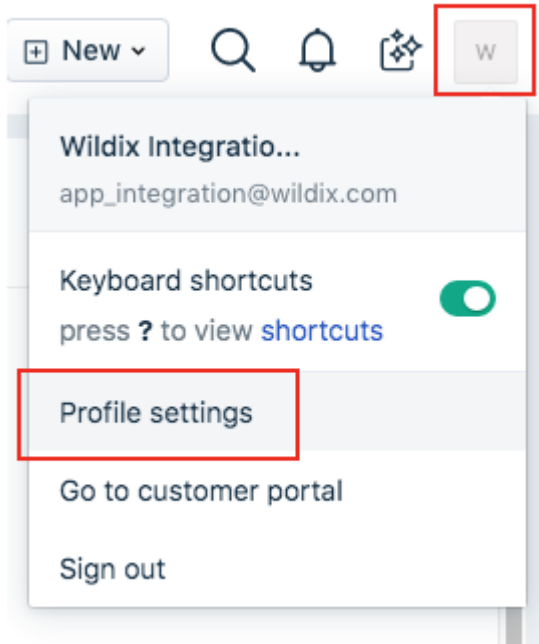 New
W
Wildix Integratio...
app_integration@wildix.com
Keyboard shortcuts
press ? to view shortcuts
Profile settings
Go to customer portal
Sign out